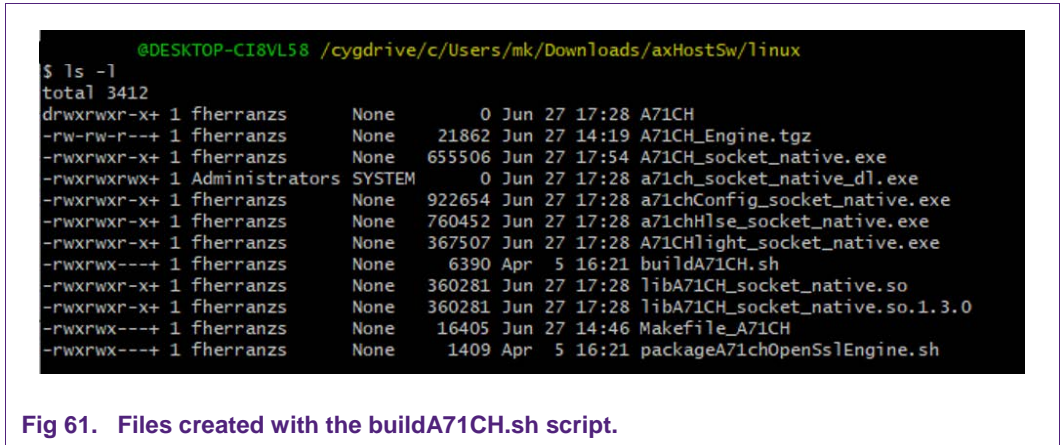 @DESKTOP-CI8VL58 /cygdrive/c/Users/mk/Downloads/axHostSw/linux
$ ls -l
total 3412
drwxrwxr-x+ 1 fherranzs      None        0 Jun 27 17:28 A71CH
-rw-rw-r--+ 1 fherranzs      None    21862 Jun 27 14:19 A71CH_Engine.tgz
-rwxrwxr-x+ 1 fherranzs      None   655506 Jun 27 17:54 A71CH_socket_native.exe
-rwxrwxrwx+ 1 Administrators SYSTEM      0 Jun 27 17:28 a71ch_socket_native_dl.exe
-rwxrwxr-x+ 1 fherranzs      None   922654 Jun 27 17:28 a71chConfig_socket_native.exe
-rwxrwxr-x+ 1 fherranzs      None   760452 Jun 27 17:28 a71chHlse_socket_native.exe
-rwxrwxr-x+ 1 fherranzs      None   367507 Jun 27 17:28 A71CHlight_socket_native.exe
-rwxrwx---+ 1 fherranzs      None     6390 Apr  5 16:21 buildA71CH.sh
-rwxrwxr-x+ 1 fherranzs      None   360281 Jun 27 17:28 libA71CH_socket_native.so
-rwxrwxr-x+ 1 fherranzs      None   360281 Jun 27 17:28 libA71CH_socket_native.so.1.3.0
-rwxrwx---+ 1 fherranzs      None    16405 Jun 27 14:46 Makefile_A71CH
-rwxrwx---+ 1 fherranzs      None     1409 Apr  5 16:21 packageA71chOpenSslEngine.sh
Fig 61. Files created with the buildA71CH.sh script.